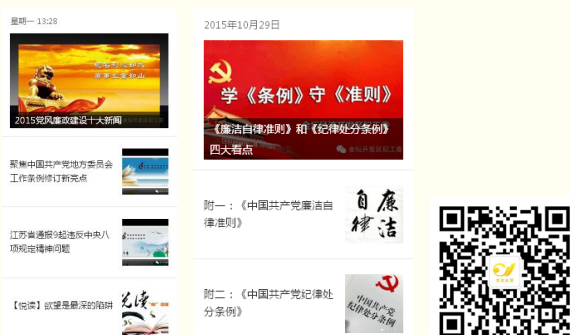 星期一 13:28
2015党风廉政建设十大新闻
聚焦中国共产党地方委员会
工作条例修订新亮点
江苏省通报9起违反中央八
项规定精神问题
【悦读】欲望是最深的陷阱
悦读
2015年10月29日
学《条例》守《准则》
《廉洁自律准则》和《纪律处分条例》
四大看点
附一：《中国共产党廉洁自
律准则》
廉洁
自律
附二：《中国共产党纪律处
分条例》
中国共产党
纪律处分条例